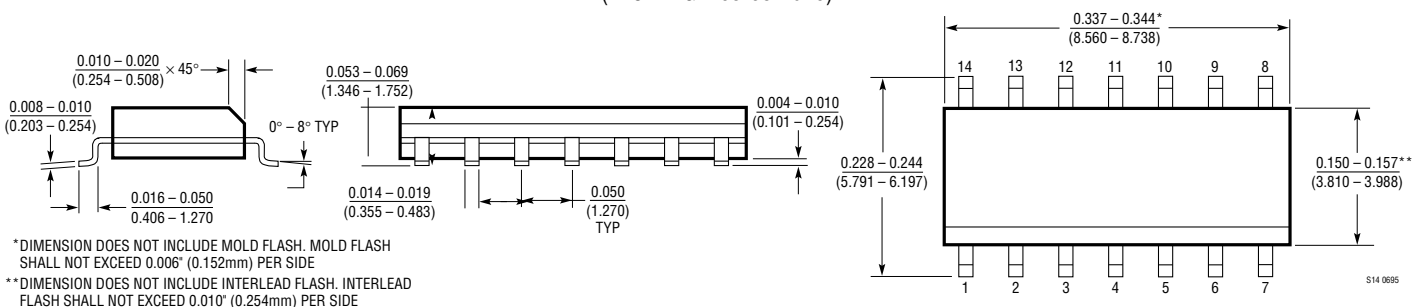 0.010 – 0.020
(0.254 – 0.508)
× 45°
0.008 – 0.010
(0.203 – 0.254)
0° – 8° TYP
0.016 – 0.050
0.406 – 1.270
0.053 – 0.069
(1.346 – 1.752)
0.014 – 0.019
(0.355 – 0.483)
0.050
(1.270)
TYP
0.004 – 0.010
(0.101 – 0.254)
0.337 – 0.344*
(8.560 – 8.738)
14 13 12 11 10 9 8
0.228 – 0.244
(5.791 – 6.197)
0.150 – 0.157**
(3.810 – 3.988)
1 2 3 4 5 6 7
*DIMENSION DOES NOT INCLUDE MOLD FLASH. MOLD FLASH
SHALL NOT EXCEED 0.006" (0.152mm) PER SIDE
**DIMENSION DOES NOT INCLUDE INTERLEAD FLASH. INTERLEAD
FLASH SHALL NOT EXCEED 0.010" (0.254mm) PER SIDE
S14 0695